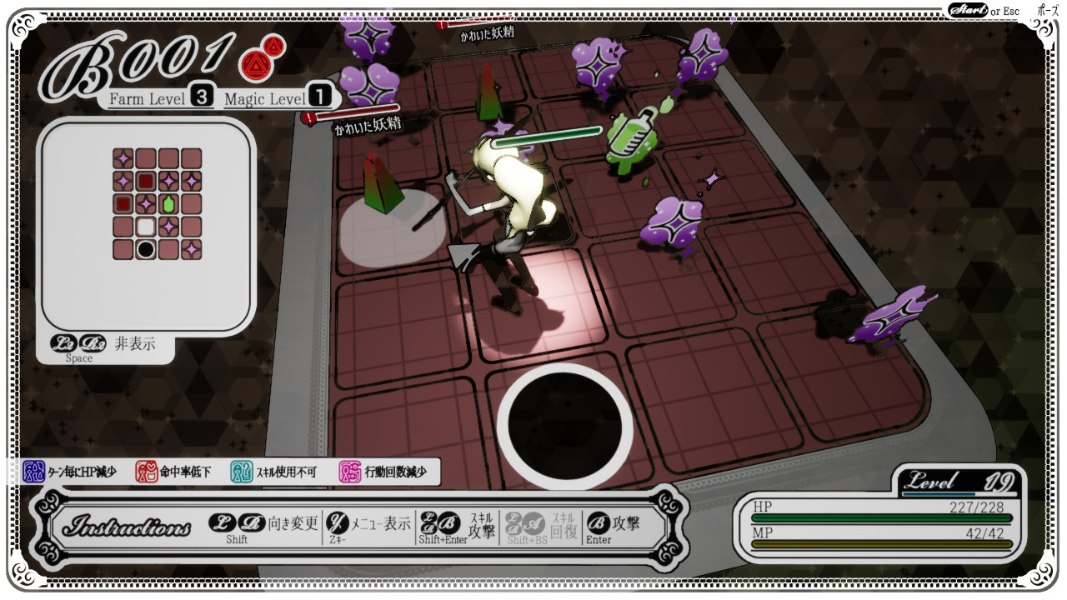 Start or Esc ポーズ
B001
Farm Level 3 Magic Level 1
かわいた妖精
かわいた妖精
非表示
Space
ターン毎にHP減少 命中率低下 スキル使用不可 行動回数減少
Instructions
向き変更
Shift
メニュー表示
Zキー
スキル
攻撃
Shift+Enter
スキル
回復
Shift+BS
B 攻撃
Enter
Level 19
HP 227/228
MP 42/42